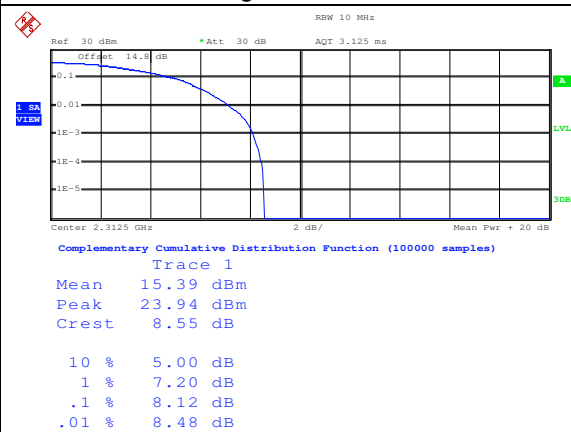 RBW 10 MHz
Ref 30 dBm *Att 30 dB AQT 3.125 ms
Offset 14.8 dB
0.1
A
1 SA
VIEW
0.01
1E-3
LVL
1E-4
1E-5
3DB
Center 2.3125 GHz 2 dB/ Mean Pwr + 20 dB
Complementary Cumulative Distribution Function (100000 samples)
Trace 1
Mean 15.39 dBm
Peak 23.94 dBm
Crest 8.55 dB
10 % 5.00 dB
1 % 7.20 dB
.1 % 8.12 dB
.01 % 8.48 dB